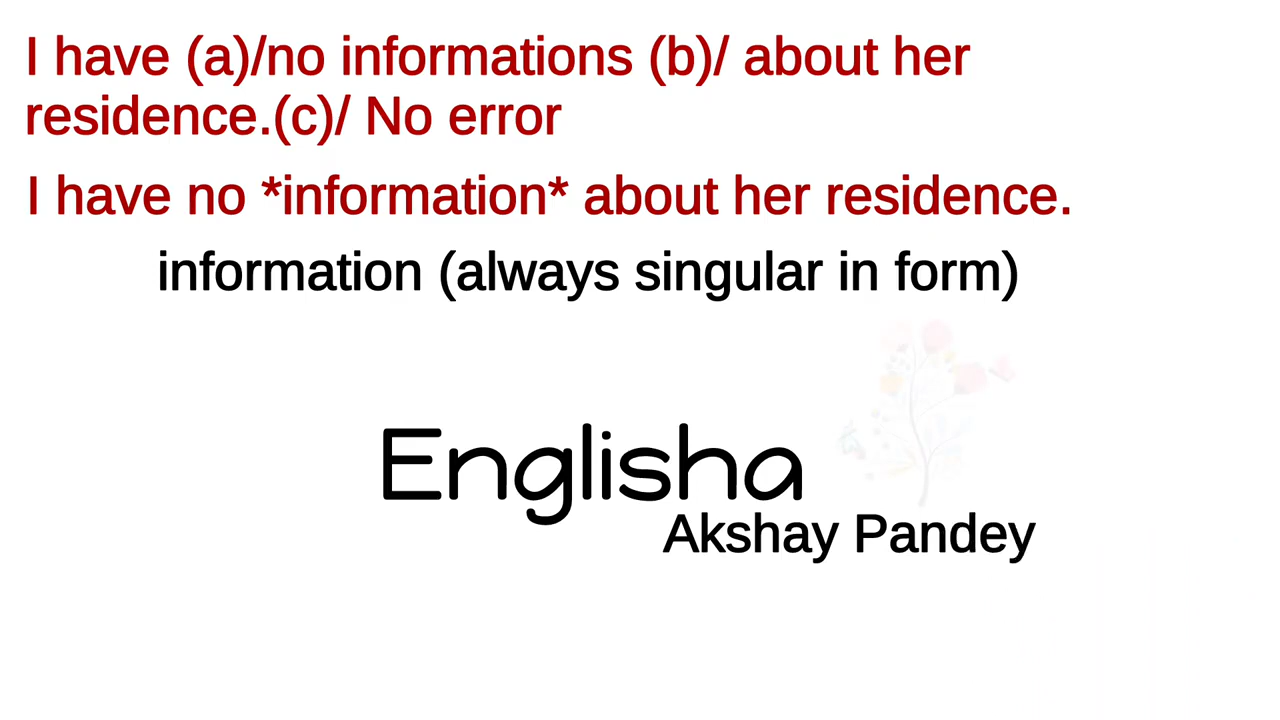 I have (a)/no informations (b)/ about her
residence.(c)/ No error
I have no *information* about her residence.
information (always singular in form)
Englisha
Akshay Pandey